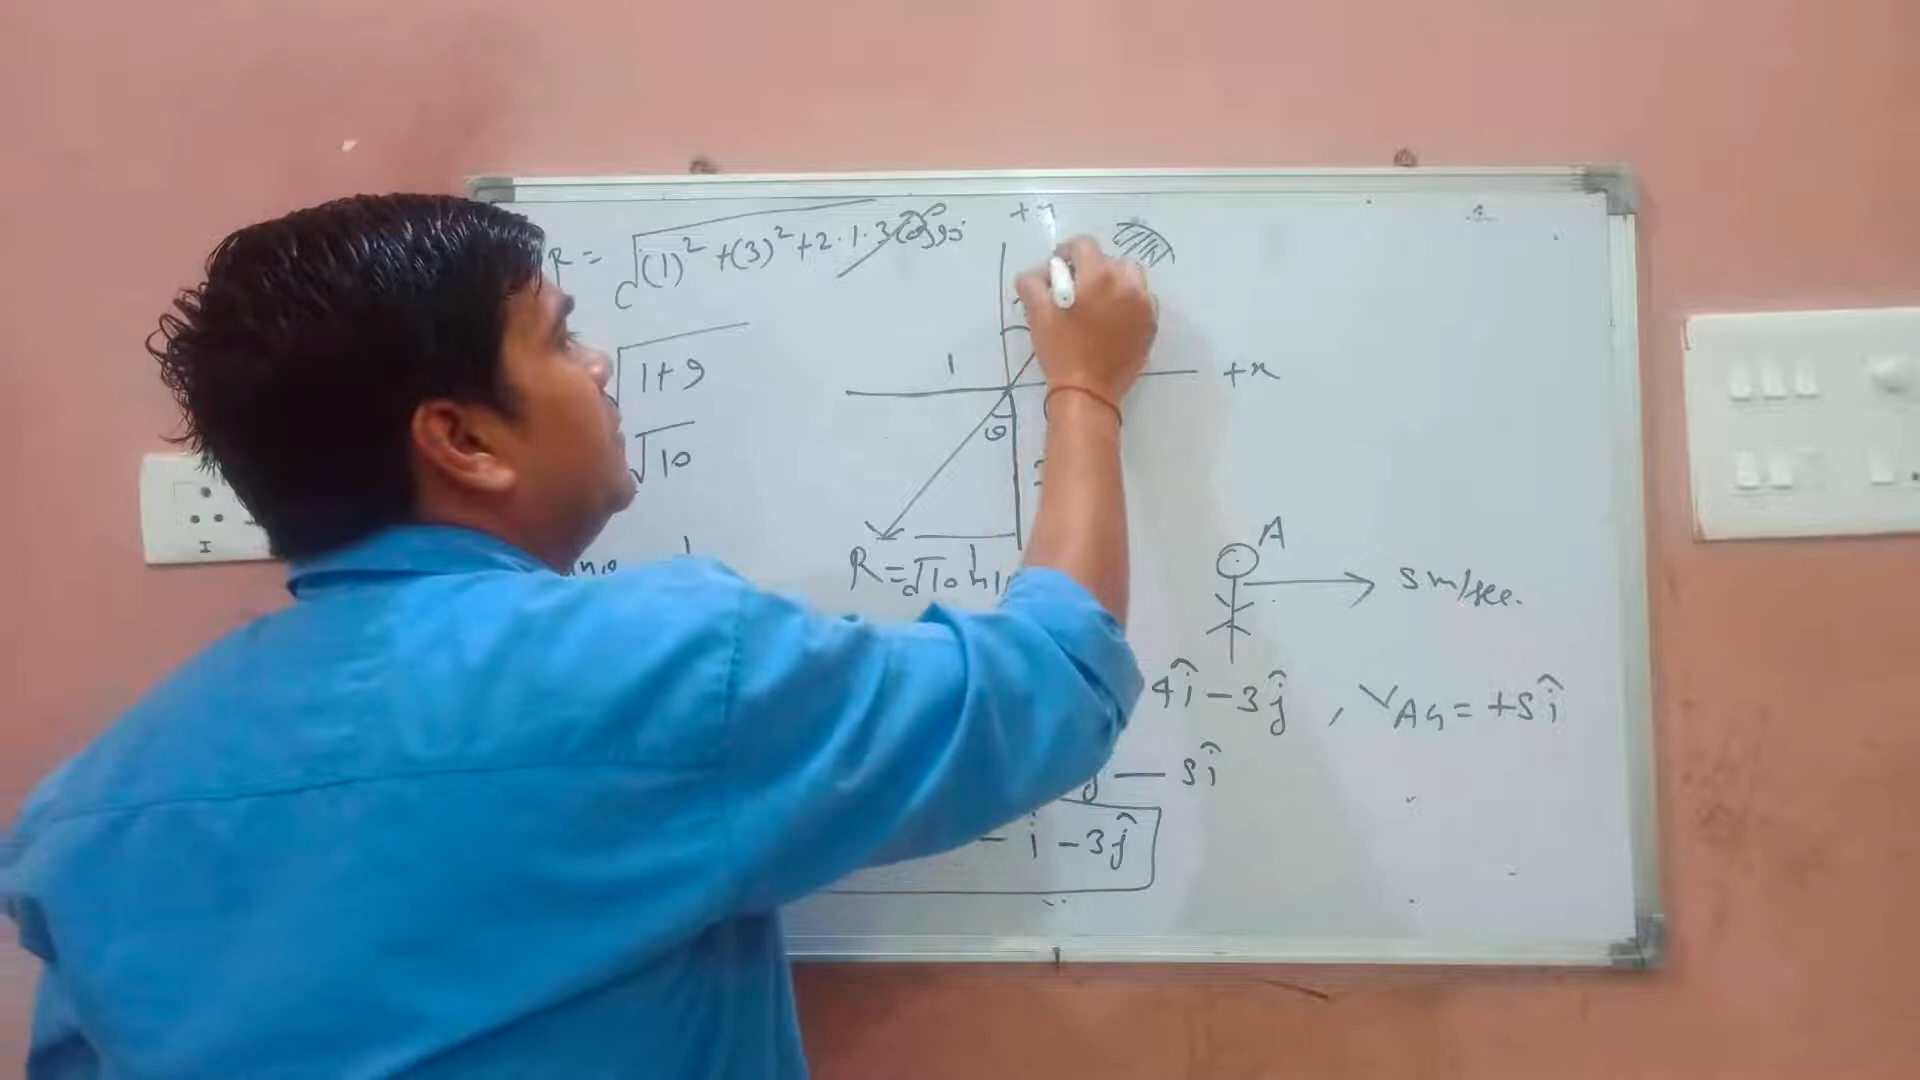 R = √(1)² + (3)² + 2·1·3 cos 90°
√1+9
√10
+y
1
+x
θ
R = √10
A
5 m/sec.
4î - 3ĵ , VAG = +5î
— 5î
- î - 3ĵ